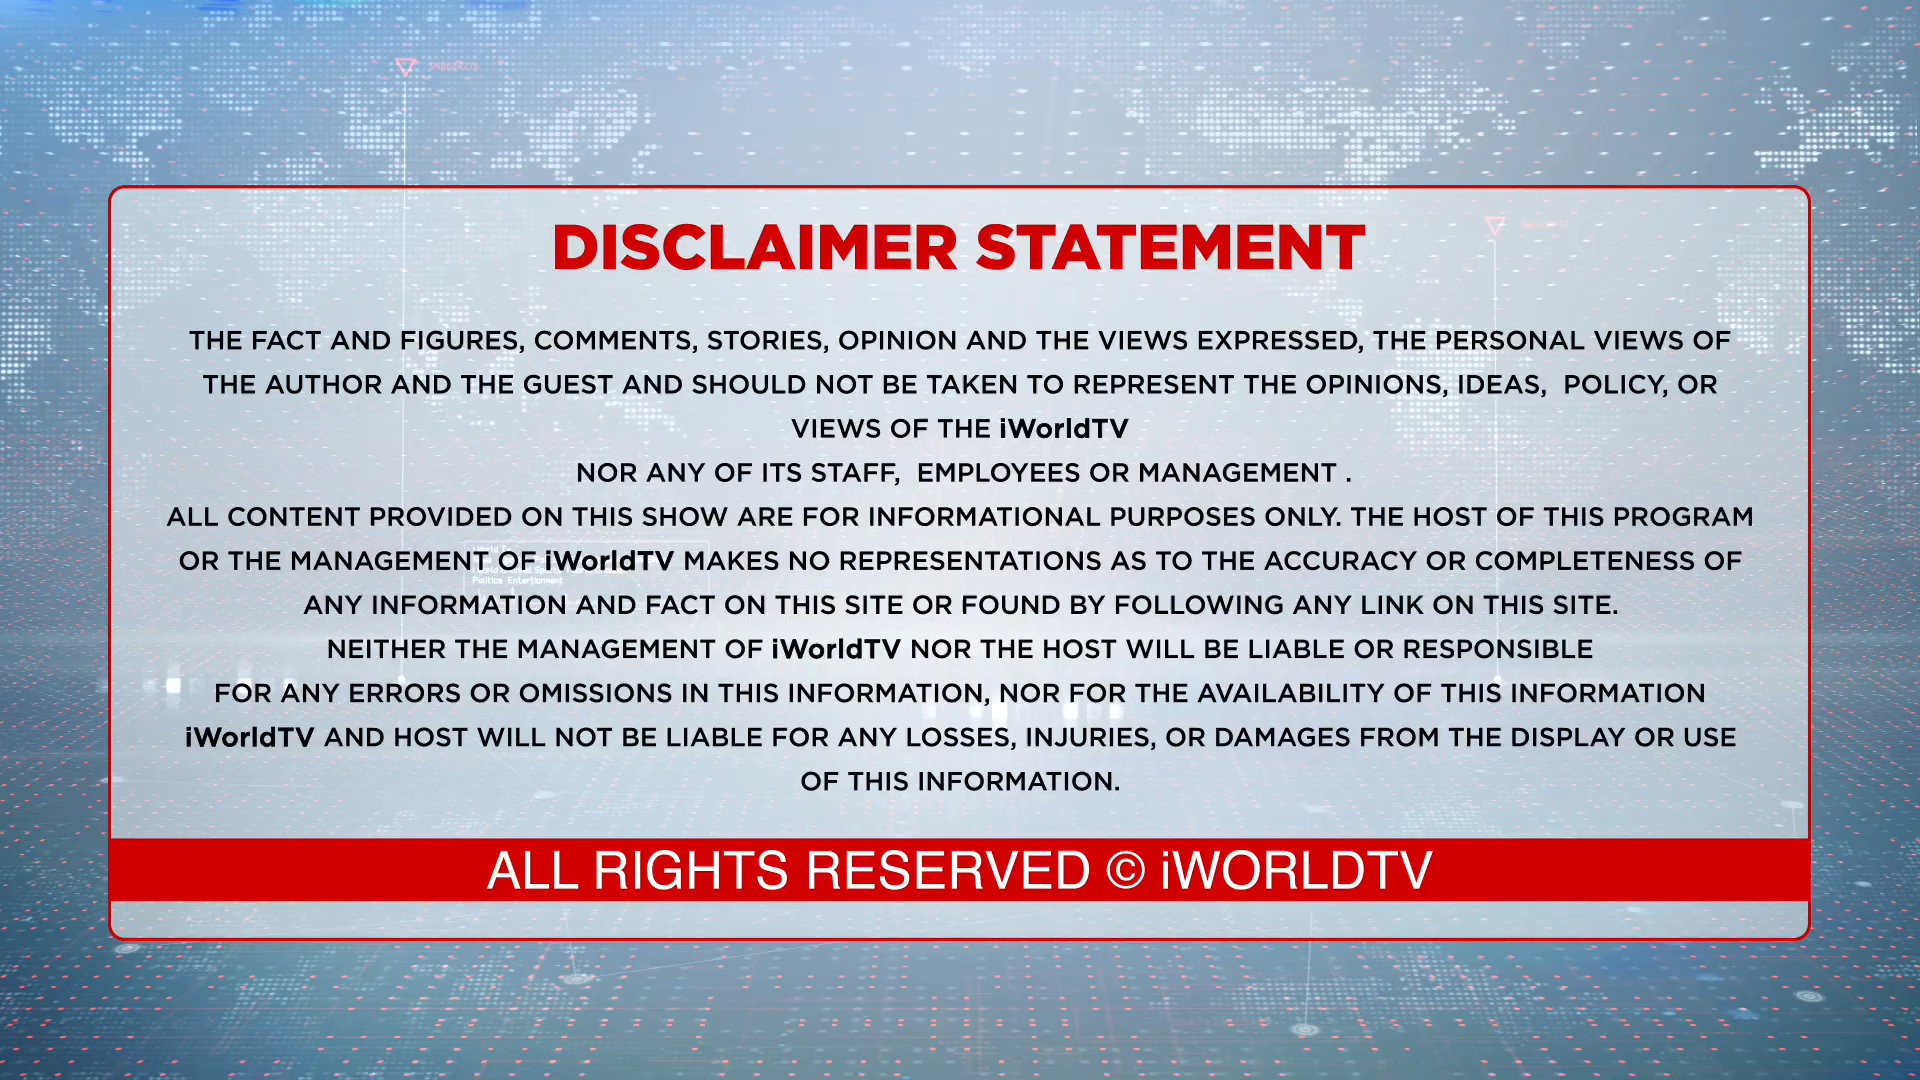 DISCLAIMER STATEMENT
THE FACT AND FIGURES, COMMENTS, STORIES, OPINION AND THE VIEWS EXPRESSED, THE PERSONAL VIEWS OF
THE AUTHOR AND THE GUEST AND SHOULD NOT BE TAKEN TO REPRESENT THE OPINIONS, IDEAS, POLICY, OR
VIEWS OF THE iWorldTV
NOR ANY OF ITS STAFF, EMPLOYEES OR MANAGEMENT .
ALL CONTENT PROVIDED ON THIS SHOW ARE FOR INFORMATIONAL PURPOSES ONLY. THE HOST OF THIS PROGRAM
OR THE MANAGEMENT OF iWorldTV MAKES NO REPRESENTATIONS AS TO THE ACCURACY OR COMPLETENESS OF
Politics Entertionment
ANY INFORMATION AND FACT ON THIS SITE OR FOUND BY FOLLOWING ANY LINK ON THIS SITE.
NEITHER THE MANAGEMENT OF iWorldTV NOR THE HOST WILL BE LIABLE OR RESPONSIBLE
FOR ANY ERRORS OR OMISSIONS IN THIS INFORMATION, NOR FOR THE AVAILABILITY OF THIS INFORMATION
iWorldTV AND HOST WILL NOT BE LIABLE FOR ANY LOSSES, INJURIES, OR DAMAGES FROM THE DISPLAY OR USE
OF THIS INFORMATION.
ALL RIGHTS RESERVED © iWORLDTV